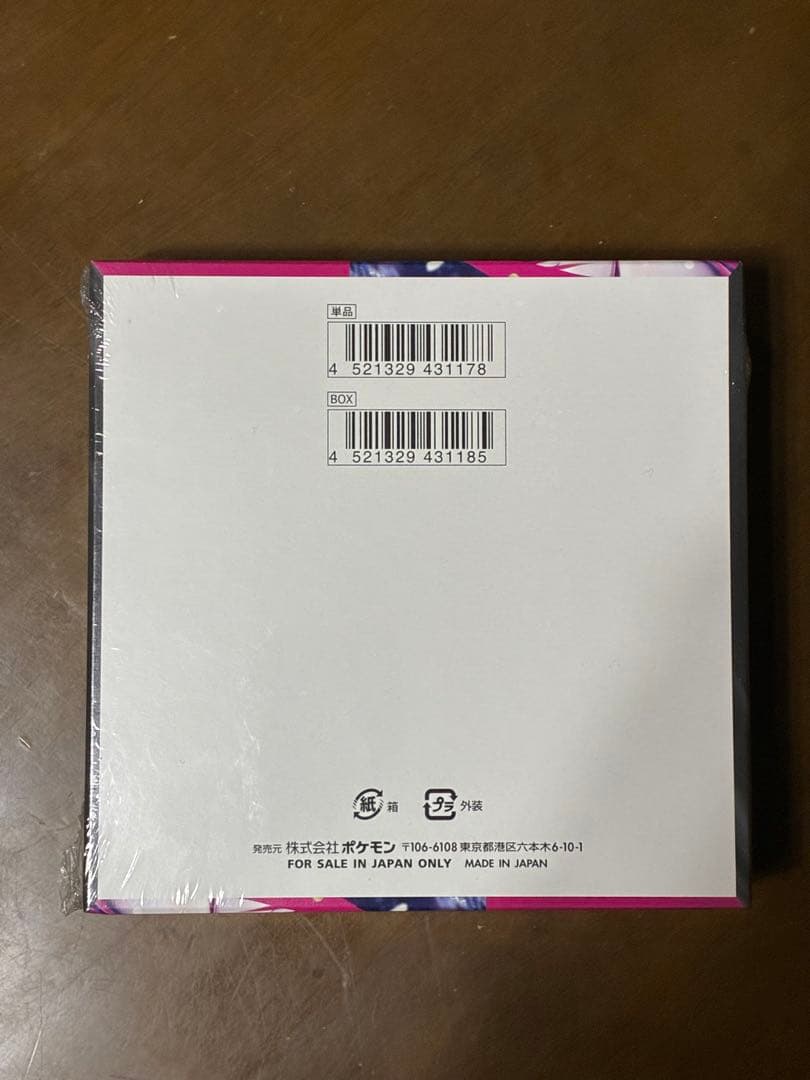 単品
4 521329 431178
BOX
4 521329 431185
紙 箱 プラ 外装
発売元 株式会社ポケモン 〒106-6108 東京都港区六本木6-10-1
FOR SALE IN JAPAN ONLY MADE IN JAPAN